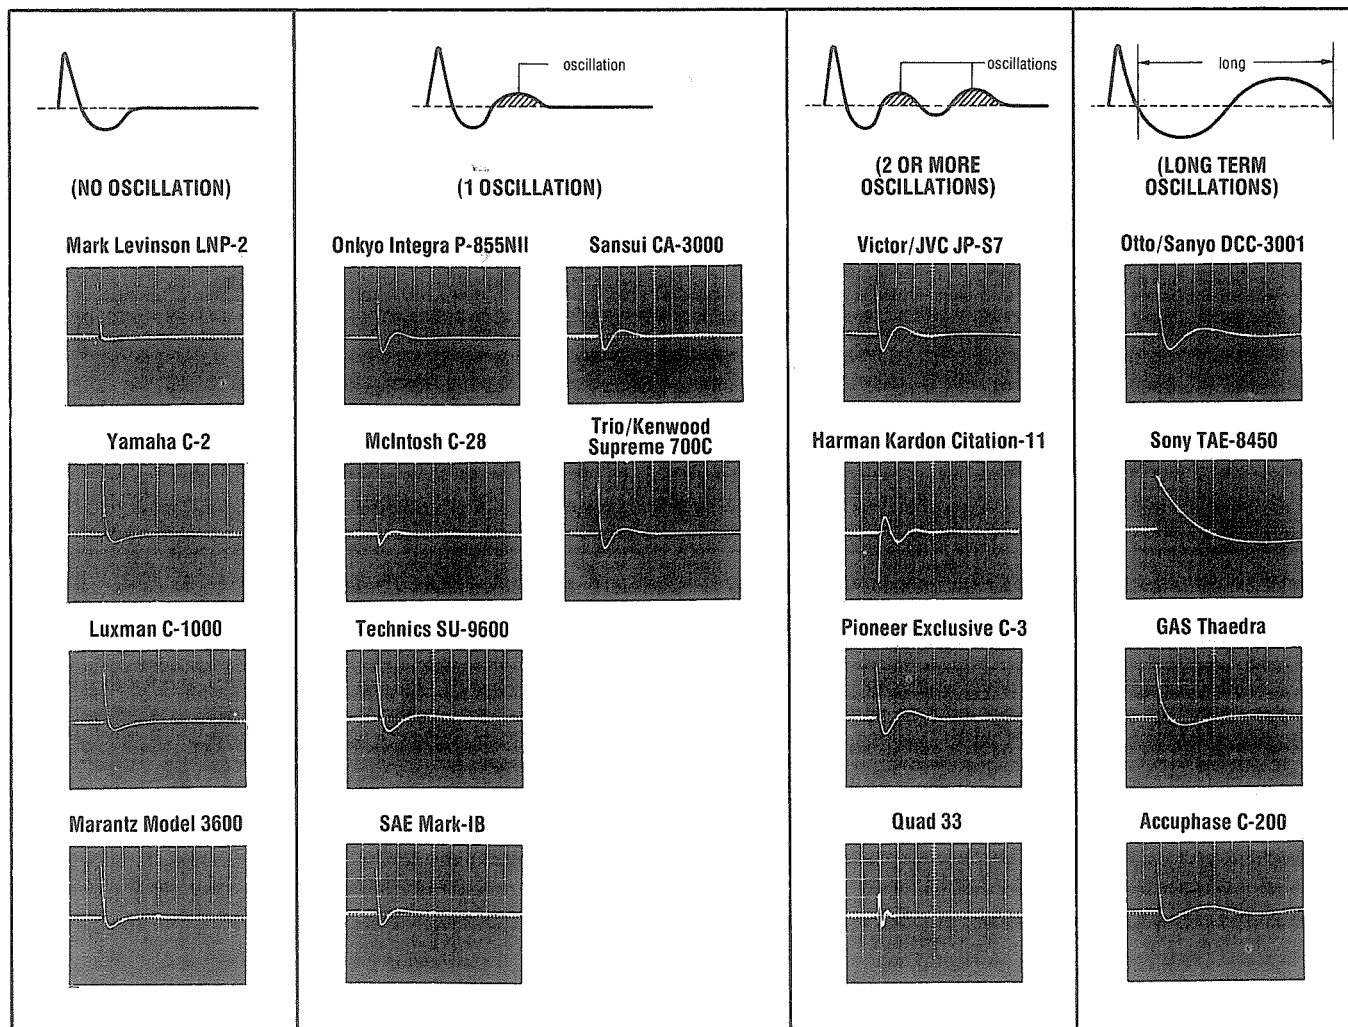 (NO OSCILLATION)
Mark Levinson LNP-2
Yamaha C-2
Luxman C-1000
Marantz Model 3600
oscillation
(1 OSCILLATION)
Onkyo Integra P-855NII
Sansui CA-3000
McIntosh C-28
Trio/Kenwood
Supreme 700C
Technics SU-9600
SAE Mark-IB
oscillations
(2 OR MORE
OSCILLATIONS)
Victor/JVC JP-S7
Harman Kardon Citation-11
Pioneer Exclusive C-3
Quad 33
long
(LONG TERM
OSCILLATIONS)
Otto/Sanyo DCC-3001
Sony TAE-8450
GAS Thaedra
Accuphase C-200